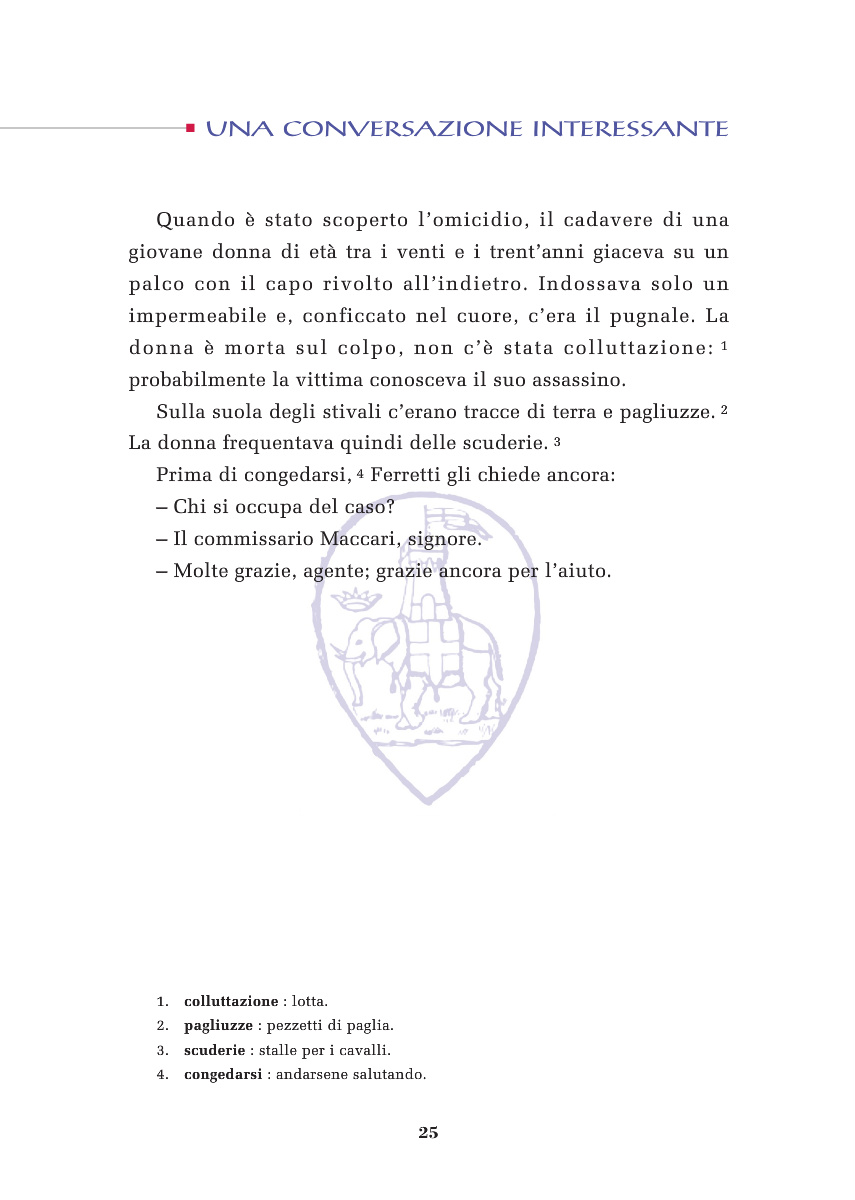 UNA CONVERSAZIONE INTERESSANTE
Quando è stato scoperto l’omicidio, il cadavere di una
giovane donna di età tra i venti e i trent’anni giaceva su un
palco con il capo rivolto all’indietro. Indossava solo un
impermeabile e, conficcato nel cuore, c’era il pugnale. La
donna è morta sul colpo, non c’è stata colluttazione: 1
probabilmente la vittima conosceva il suo assassino.
Sulla suola degli stivali c’erano tracce di terra e pagliuzze. 2
La donna frequentava quindi delle scuderie. 3
Prima di congedarsi, 4 Ferretti gli chiede ancora:
– Chi si occupa del caso?
– Il commissario Maccari, signore.
– Molte grazie, agente; grazie ancora per l’aiuto.
1. colluttazione : lotta.
2. pagliuzze : pezzetti di paglia.
3. scuderie : stalle per i cavalli.
4. congedarsi : andarsene salutando.
25